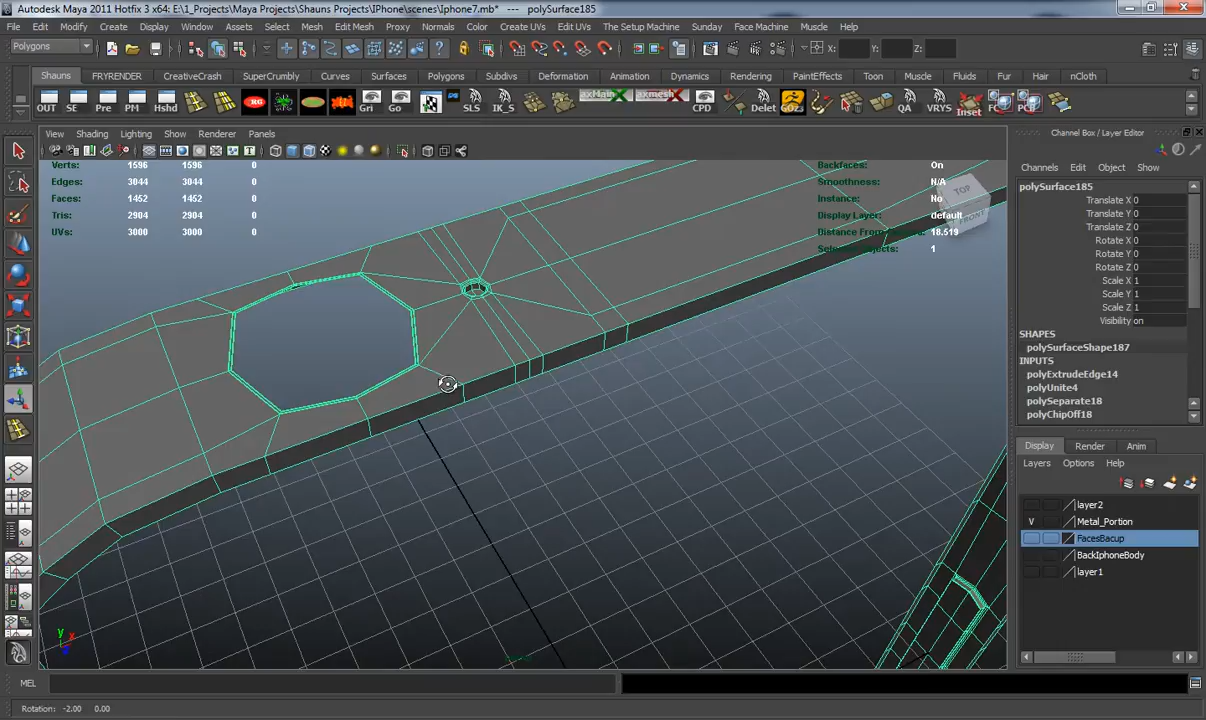 Autodesk Maya 2011 Hotfix 3 x64: E:\1_Projects\Maya Projects\Shauns Projects\IPhone\scenes\Iphone7.mb* --- polySurface185
File Edit Modify Create Display Window Assets Select Mesh Edit Mesh Proxy Normals Color Create UVs Edit UVs The Setup Machine Sunday Face Machine Muscle Help
Polygons X: Y: Z:
Shauns FRYRENDER CreativeCrash SuperCrumbly Curves Surfaces Polygons Subdivs Deformation Animation Dynamics Rendering PaintEffects Toon Muscle Fluids Fur Hair nCloth
OUT SE Pre PM Hshd Gri Go SLS IK_S axMain axmesh CPD Delet GOz3 QA VRYS Inset
View Shading Lighting Show Renderer Panels
Channel Box / Layer Editor
Channels Edit Object Show
Verts: 1596 1596 0
Edges: 3044 3044 0
Faces: 1452 1452 0
Tris: 2904 2904 0
UVs: 3000 3000 0
Backfaces: On
Smoothness: N/A
Instance: No
Display Layer: default
Distance From 18.519
1
TOP
FRONT
polySurface185
Translate X 0
Translate Y 0
Translate Z 0
Rotate X 0
Rotate Y 0
Rotate Z 0
Scale X 1
Scale Y 1
Scale Z 1
Visibility on
SHAPES
polySurfaceShape187
INPUTS
polyExtrudeEdge14
polyUnite4
polySeparate18
polyChipOff18
Display Render Anim
Layers Options Help
layer2
V Metal_Portion
FacesBacup
BackIphoneBody
layer1
y
x
MEL
Rotation: -2.00 0.00